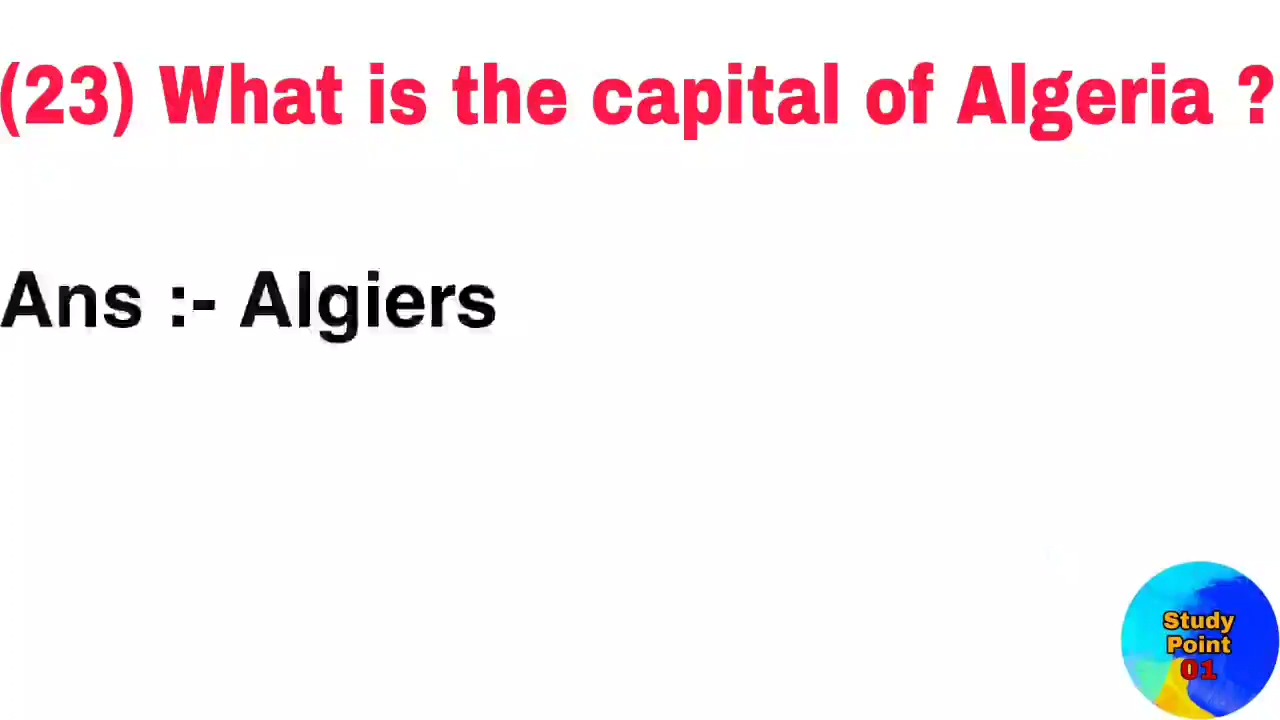 (23) What is the capital of Algeria ?
Ans :- Algiers
Study
Point
01